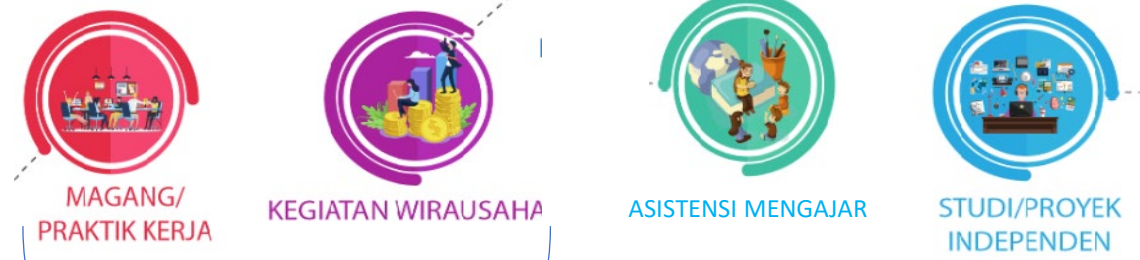 MAGANG/
PRAKTIK KERJA
KEGIATAN WIRAUSAHA
ASISTENSI MENGAJAR
STUDI/PROYEK
INDEPENDEN